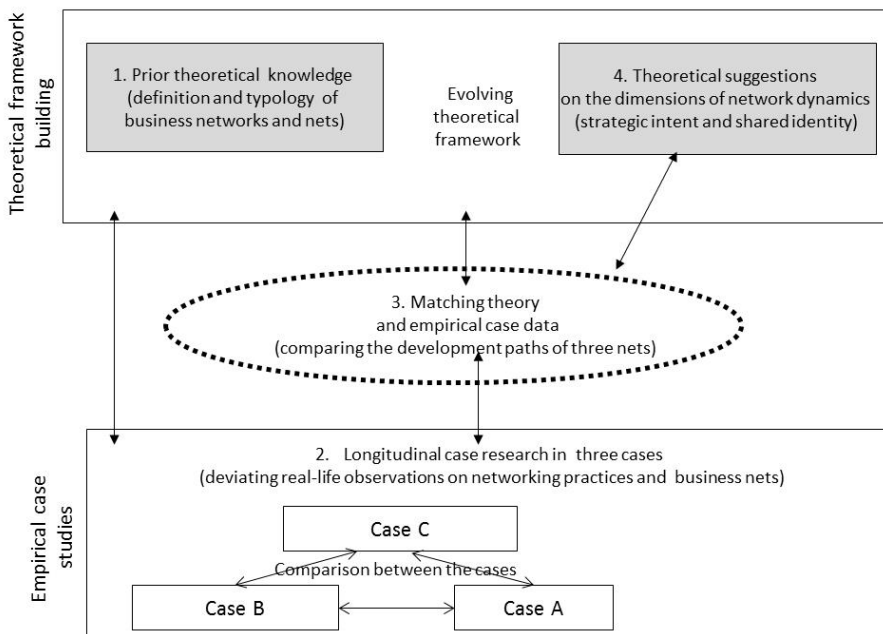 Theoretical framework
building
1. Prior theoretical knowledge
(definition and typology of
business networks and nets)
Evolving
theoretical
framework
4. Theoretical suggestions
on the dimensions of network dynamics
(strategic intent and shared identity)
3. Matching theory
and empirical case data
(comparing the development paths of three nets)
Empirical case
studies
2. Longitudinal case research in three cases
(deviating real-life observations on networking practices and business nets)
Case C
Comparison between the cases
Case B
Case A